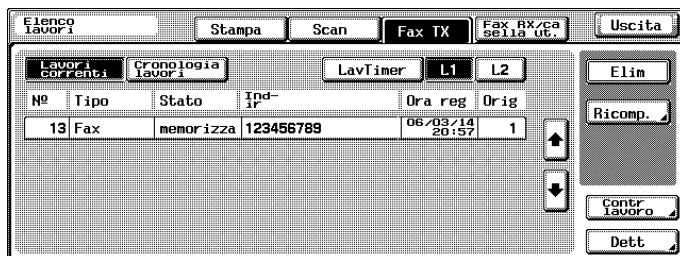 Elenco
lavori
Stampa
Scan
Fax TX
Fax RX/ca
sella ut.
Uscita
Lavori
correnti
Cronologia
lavori
LavTimer
L1
L2
Elim
Nº Tipo Stato Ind-
ir Ora reg Orig
Ricomp.
13 Fax memorizza 123456789 06/03/14
20:57 1
Contr
lavoro
Dett